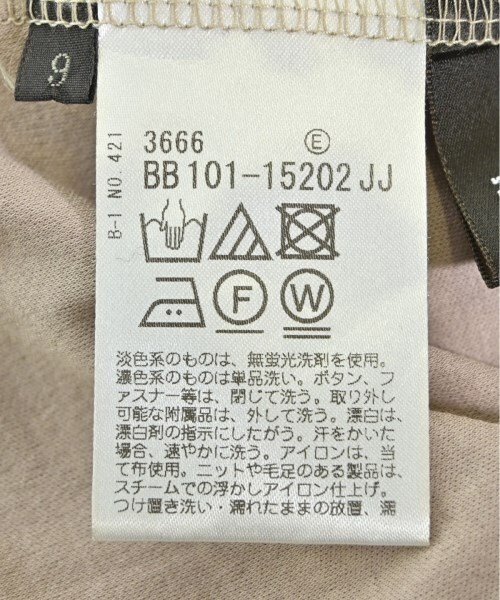 9
3666 Ⓔ
BB 101-15202 JJ
B-1 NO. 421
F W
淡色系のものは、無蛍光洗剤を使用。
濃色系のものは単品洗い。ボタン、フ
ァスナー等は、閉じて洗う。取り外し
可能な附属品は、外して洗う。漂白は、
漂白剤の指示にしたがう。汗をかいた
場合、速やかに洗う。アイロンは、当
て布使用。ニットや毛足のある製品は、
スチームでの浮かしアイロン仕上げ。
つけ置き洗い・濡れたままの放置、濡